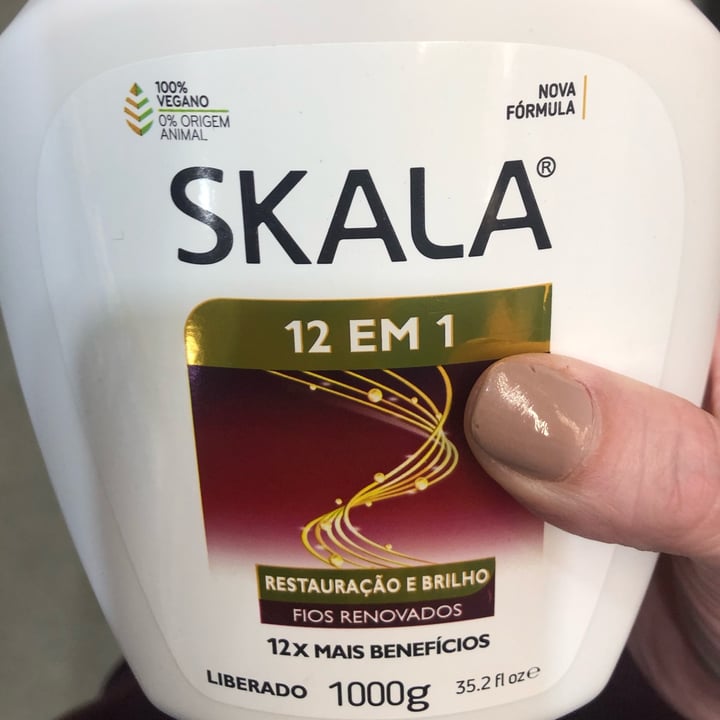 100%
VEGANO
0% ORIGEM
ANIMAL
NOVA
FÓRMULA
SKALA®
12 EM 1
RESTAURAÇÃO E BRILHO
FIOS RENOVADOS
12X MAIS BENEFÍCIOS
LIBERADO 1000g 35.2 fl oz℮